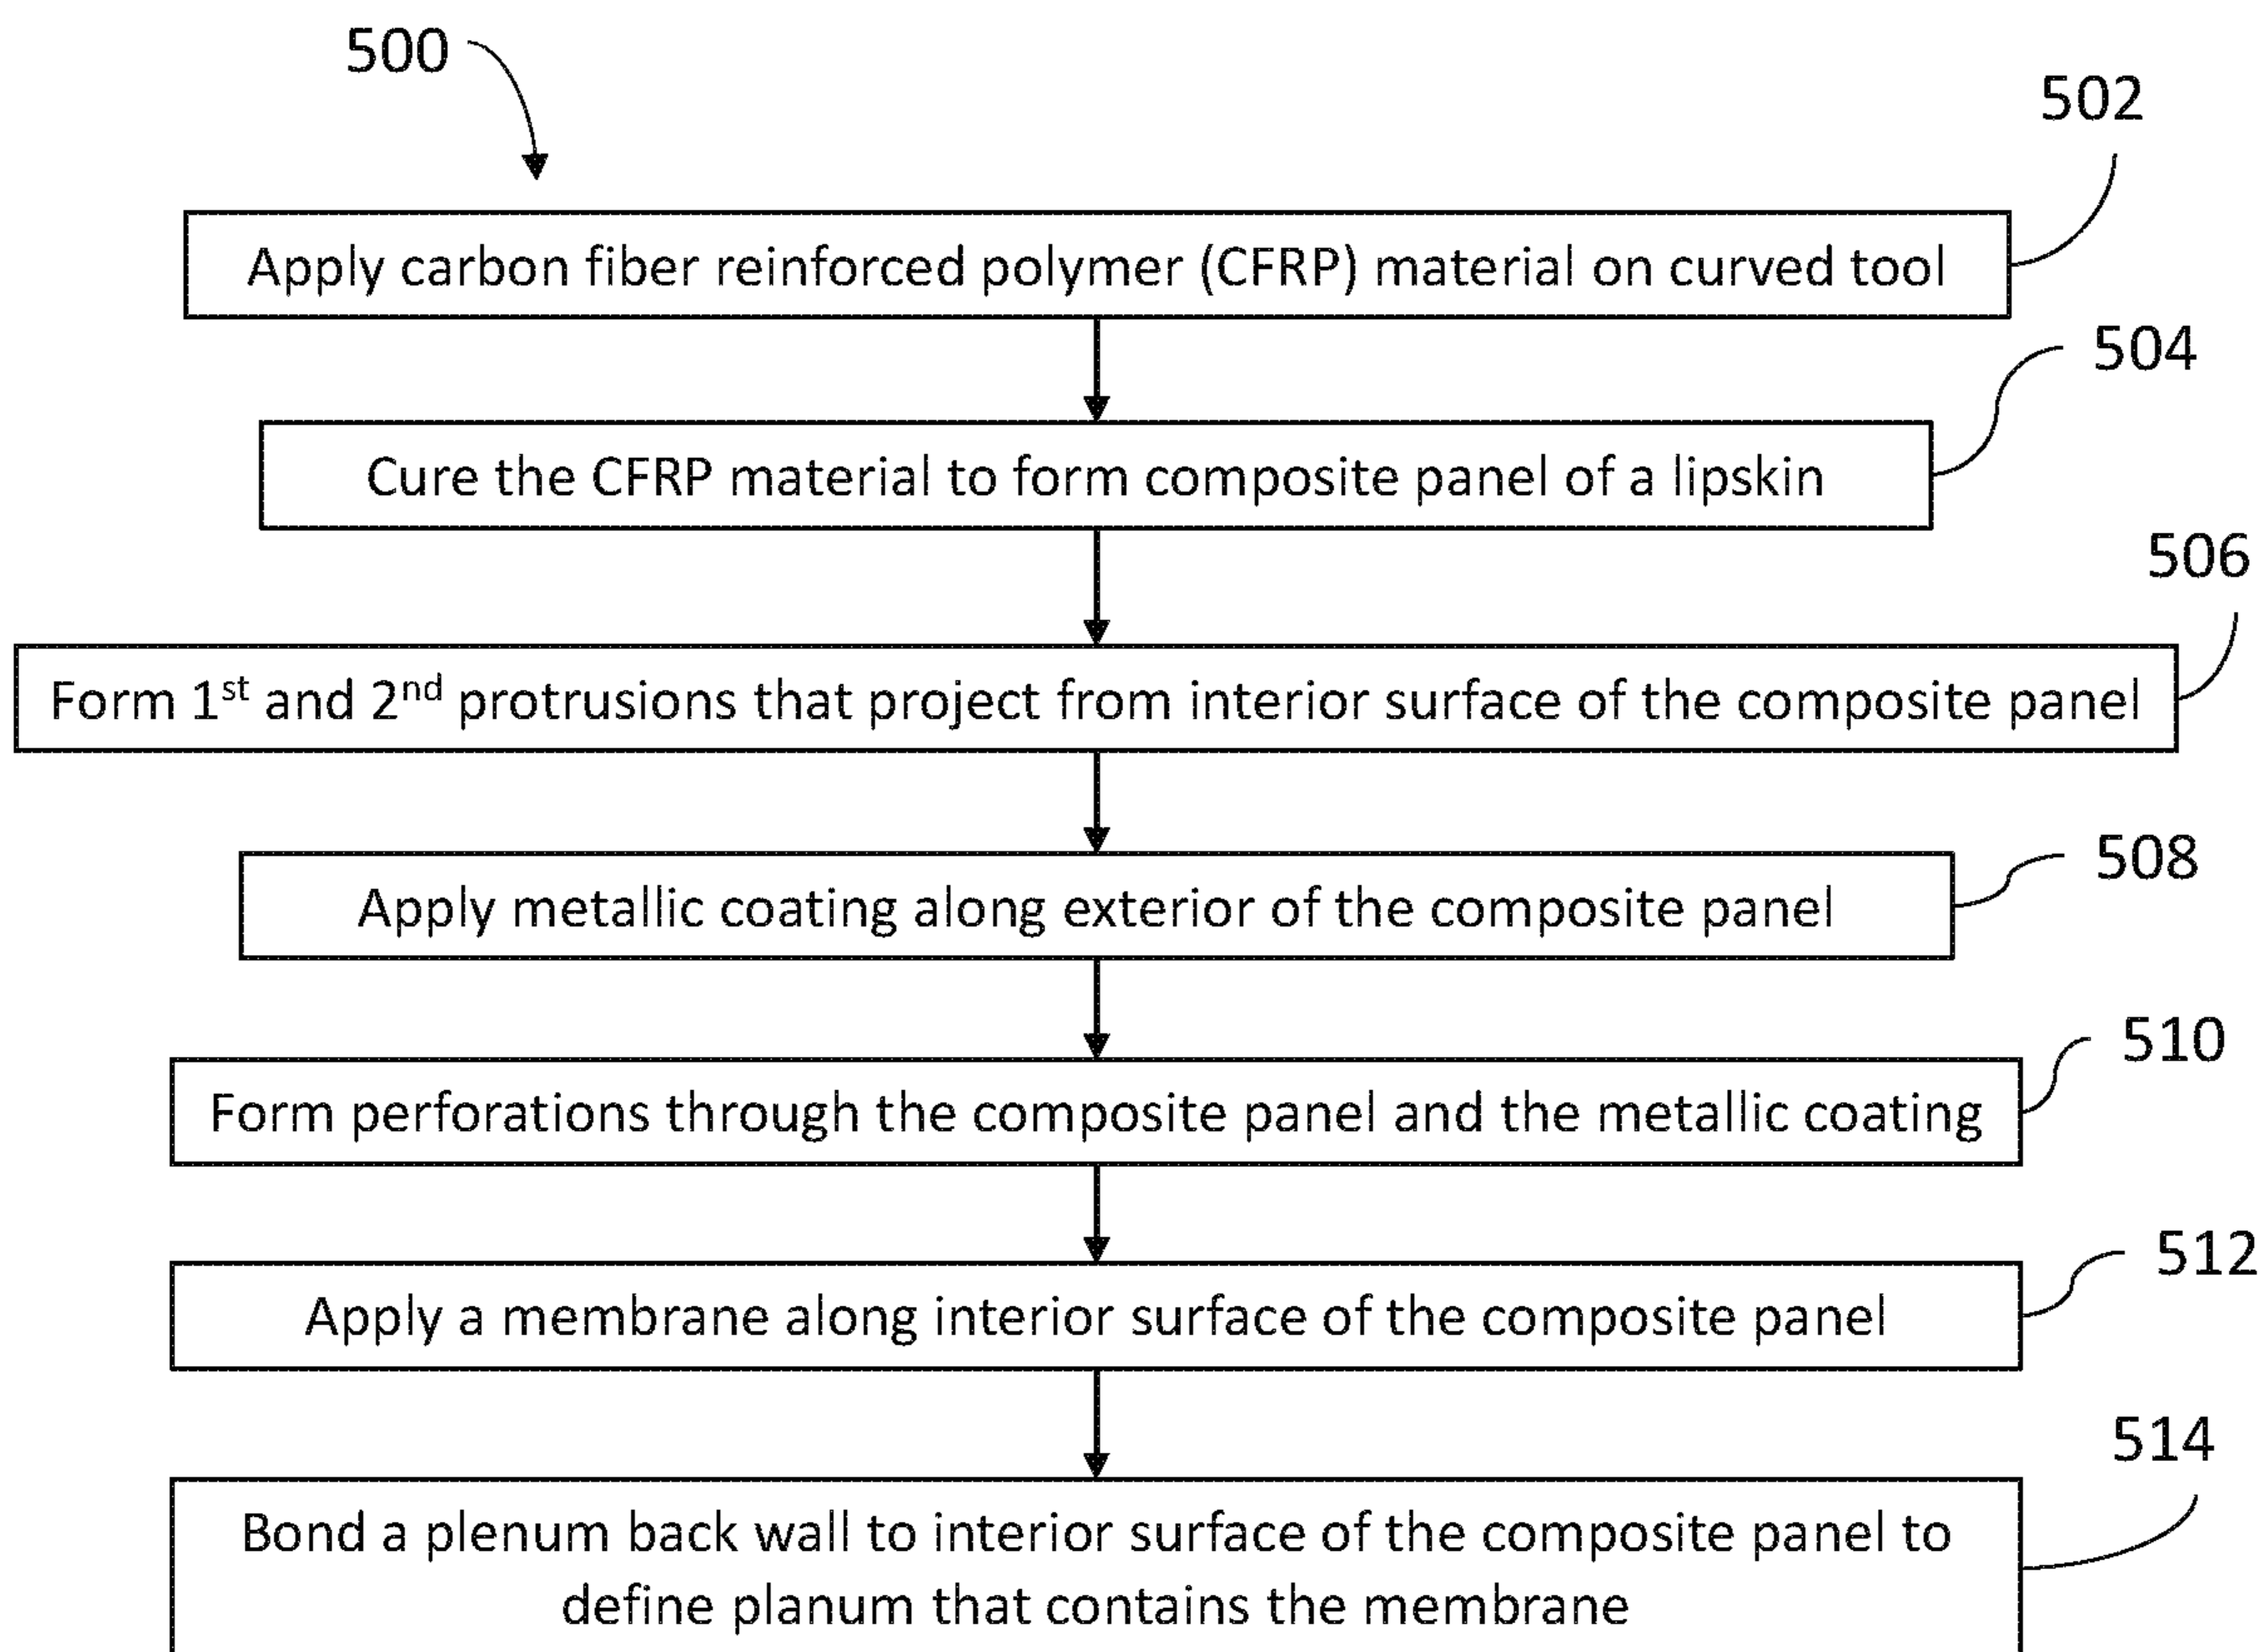 500
502
Apply carbon fiber reinforced polymer (CFRP) material on curved tool
504
Cure the CFRP material to form composite panel of a lipskin
506
Form 1st and 2nd protrusions that project from interior surface of the composite panel
508
Apply metallic coating along exterior of the composite panel
510
Form perforations through the composite panel and the metallic coating
512
Apply a membrane along interior surface of the composite panel
514
Bond a plenum back wall to interior surface of the composite panel to
define planum that contains the membrane